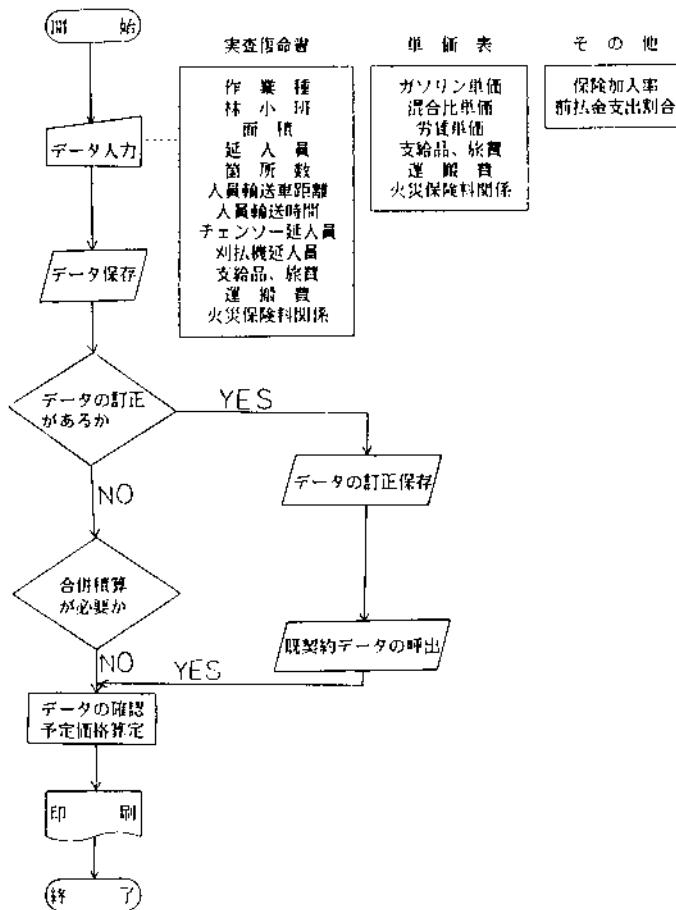 開 始
データ入力
実査復命書
作 業 種
林 小 班
面 積
延 人 員
箇 所 数
人員輸送車距離
人員輸送時間
チェンソー延人員
刈払機延人員
支給品、旅費
運 搬 費
火災保険料関係
単 価 表
ガソリン単価
混合比単価
労賃単価
支給品、旅費
運 搬 費
火災保険料関係
そ の 他
保険加入率
前払金支出割合
データ保存
データの訂正
があるか
YES
データの訂正保存
NO
合併積算
が必要か
既契約データの呼出
NO
YES
データの確認
予定価格算定
印 刷
終 了